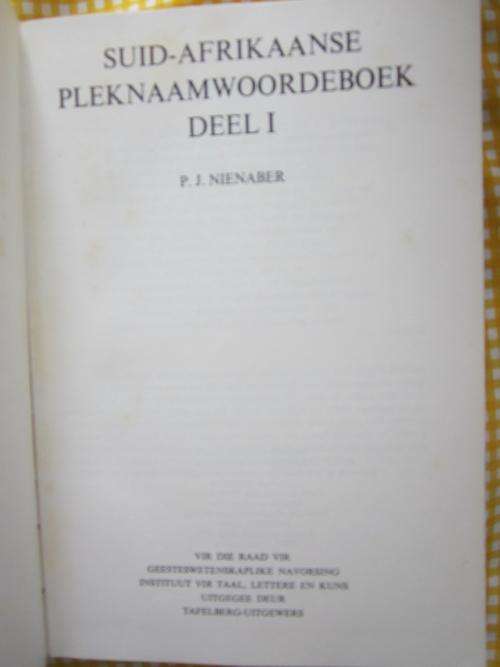 SUID-AFRIKAANSE
PLEKNAAMWOORDEBOEK
DEEL I
P. J. NIENABER
VIR DIE RAAD VIR
GEESTESWETENSKAPLIKE NAVORSING
INSTITUUT VIR TAAL, LETTERE EN KUNS
UITGEGEE DEUR
TAFELBERG-UITGEWERS